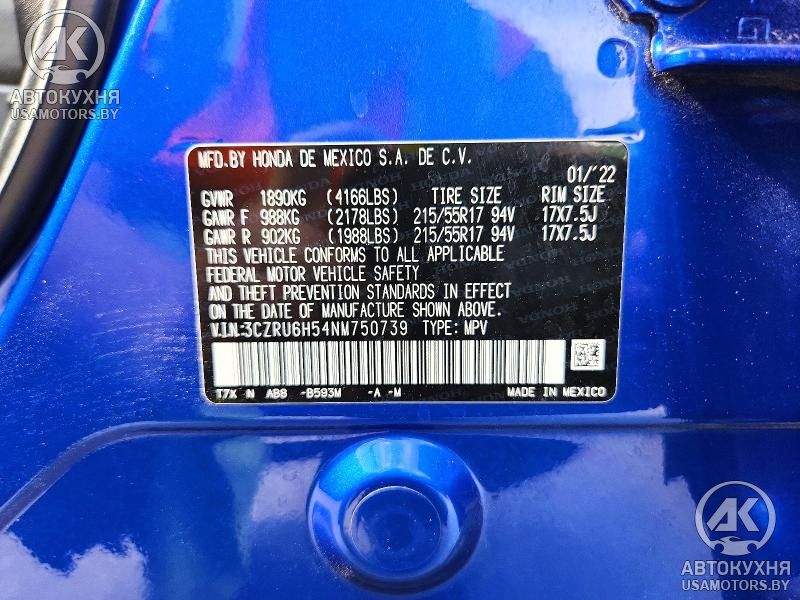 АК
АВТОКУХНЯ
USAMOTORS.BY
MFD.BY HONDA DE MEXICO S.A. DE C.V.
01/'22
GVWR 1890KG (4166LBS) TIRE SIZE RIM SIZE
GAWR F 988KG (2178LBS) 215/55R17 94V 17X7.5J
GAWR R 902KG (1988LBS) 215/55R17 94V 17X7.5J
THIS VEHICLE CONFORMS TO ALL APPLICABLE
FEDERAL MOTOR VEHICLE SAFETY
AND THEFT PREVENTION STANDARDS IN EFFECT
ON THE DATE OF MANUFACTURE SHOWN ABOVE.
V.I.N:3CZRU6H54NM750739 TYPE: MPV
T7X N AB8 -B593M -A -M MADE IN MEXICO
АК
АВТОКУХНЯ
USAMOTORS.BY